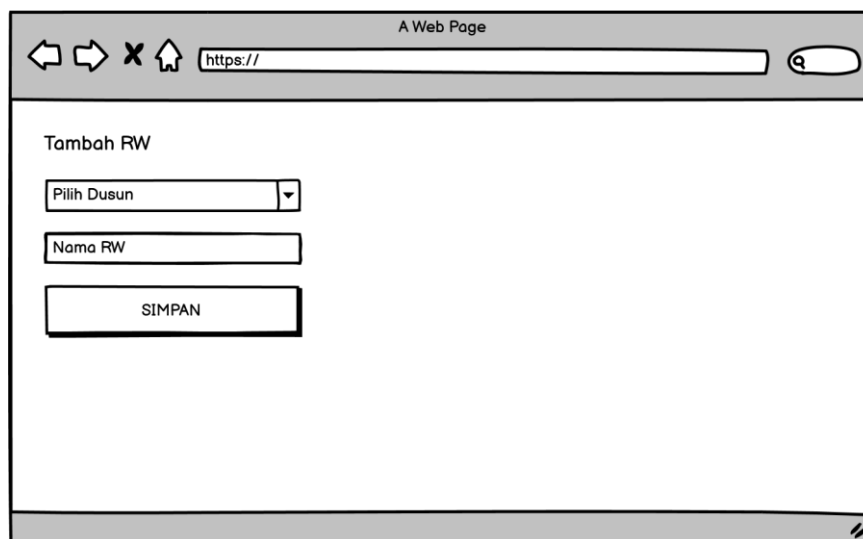 A Web Page
https://
Tambah RW
Pilih Dusun
Nama RW
SIMPAN